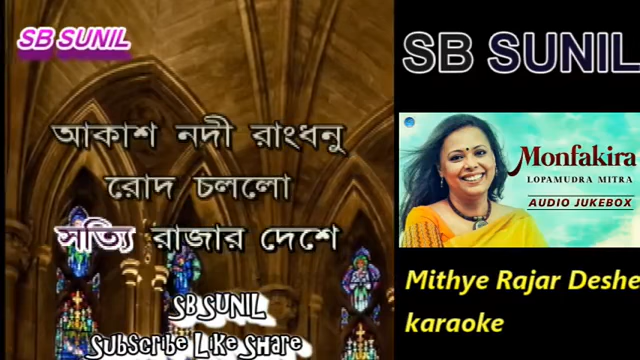 SB SUNIL
আকাশ নদী রাংধনু
রোদ চললো
সত্যি রাজার দেশে
SB SUNIL
Subscribe Like Share
SB SUNIL
Monfakira
LOPAMUDRA MITRA
AUDIO JUKEBOX
Mithye Rajar Deshe
karaoke